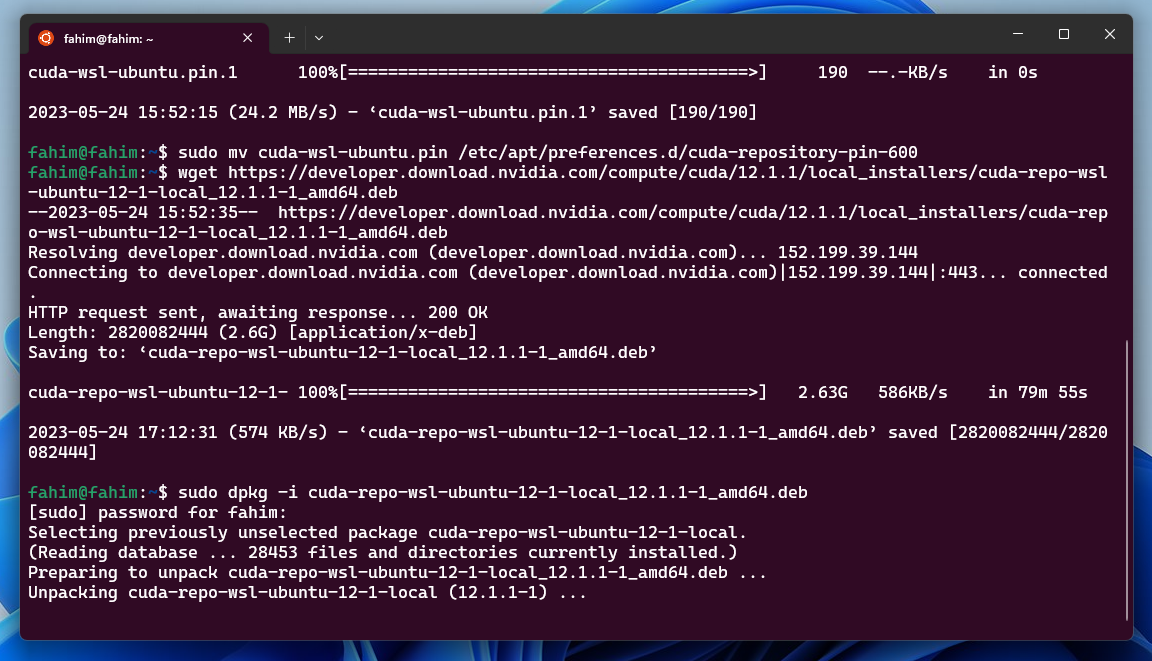 fahim@fahim: ~
cuda-wsl-ubuntu.pin.1      100%[========================================>]     190  --.-KB/s    in 0s
2023-05-24 15:52:15 (24.2 MB/s) - ‘cuda-wsl-ubuntu.pin.1’ saved [190/190]
fahim@fahim:~$ sudo mv cuda-wsl-ubuntu.pin /etc/apt/preferences.d/cuda-repository-pin-600
fahim@fahim:~$ wget https://developer.download.nvidia.com/compute/cuda/12.1.1/local_installers/cuda-repo-wsl
-ubuntu-12-1-local_12.1.1-1_amd64.deb
--2023-05-24 15:52:35--  https://developer.download.nvidia.com/compute/cuda/12.1.1/local_installers/cuda-rep
o-wsl-ubuntu-12-1-local_12.1.1-1_amd64.deb
Resolving developer.download.nvidia.com (developer.download.nvidia.com)... 152.199.39.144
Connecting to developer.download.nvidia.com (developer.download.nvidia.com)|152.199.39.144|:443... connected
.
HTTP request sent, awaiting response... 200 OK
Length: 2820082444 (2.6G) [application/x-deb]
Saving to: ‘cuda-repo-wsl-ubuntu-12-1-local_12.1.1-1_amd64.deb’
cuda-repo-wsl-ubuntu-12-1- 100%[========================================>]   2.63G   586KB/s    in 79m 55s
2023-05-24 17:12:31 (574 KB/s) - ‘cuda-repo-wsl-ubuntu-12-1-local_12.1.1-1_amd64.deb’ saved [2820082444/2820
082444]
fahim@fahim:~$ sudo dpkg -i cuda-repo-wsl-ubuntu-12-1-local_12.1.1-1_amd64.deb
[sudo] password for fahim:
Selecting previously unselected package cuda-repo-wsl-ubuntu-12-1-local.
(Reading database ... 28453 files and directories currently installed.)
Preparing to unpack cuda-repo-wsl-ubuntu-12-1-local_12.1.1-1_amd64.deb ...
Unpacking cuda-repo-wsl-ubuntu-12-1-local (12.1.1-1) ...